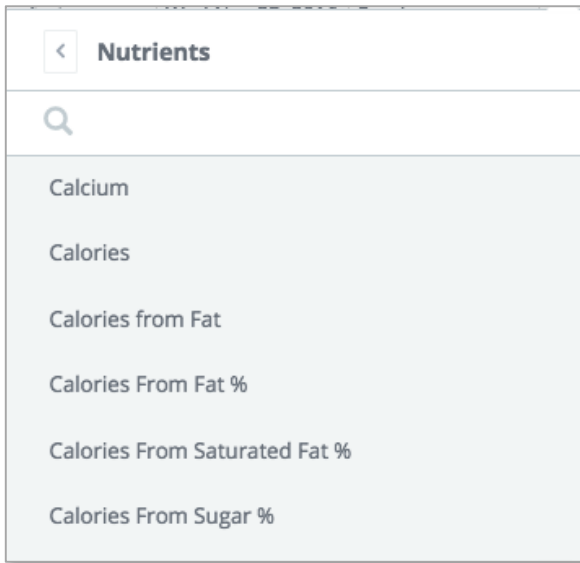 Nutrients
Calcium
Calories
Calories from Fat
Calories From Fat %
Calories From Saturated Fat %
Calories From Sugar %